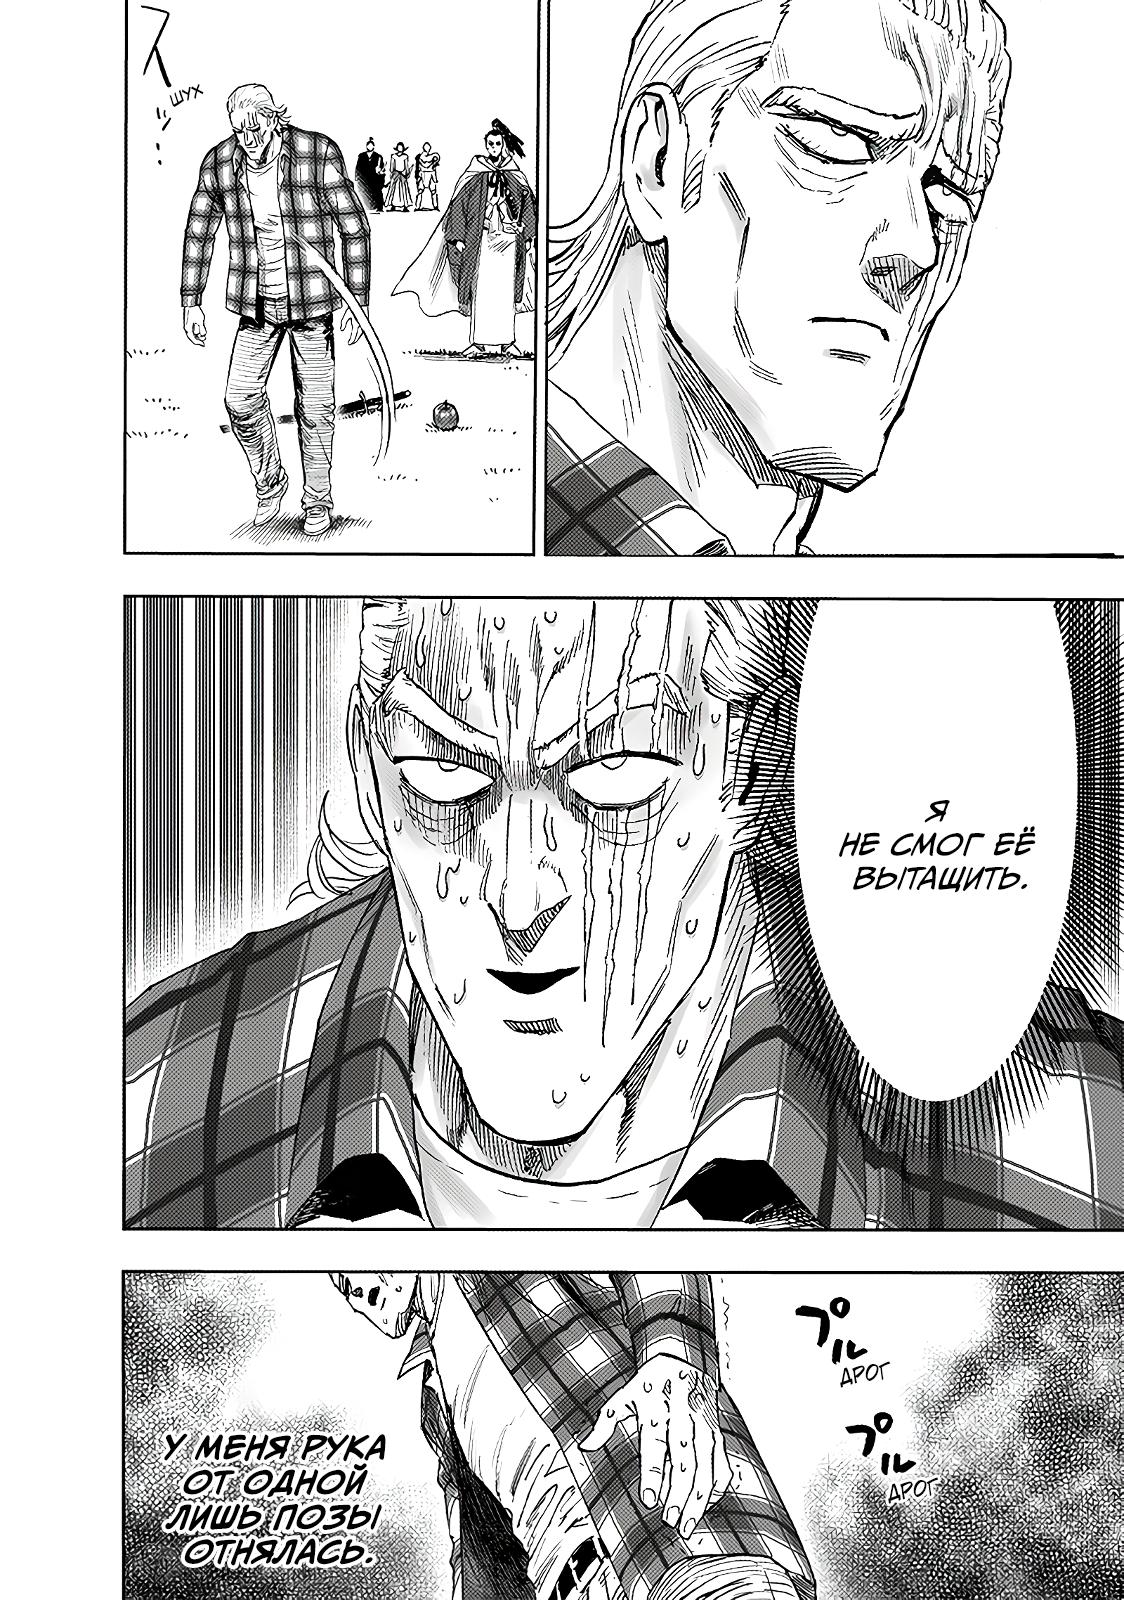 スッ…
ШУХ
Я
НЕ СМОГ ЕЁ
ВЫТАЩИТЬ.
プル
ДРОГ
プル
ДРОГ
У МЕНЯ РУКА
ОТ ОДНОЙ
ЛИШЬ ПОЗЫ
ОТНЯЛАСЬ.